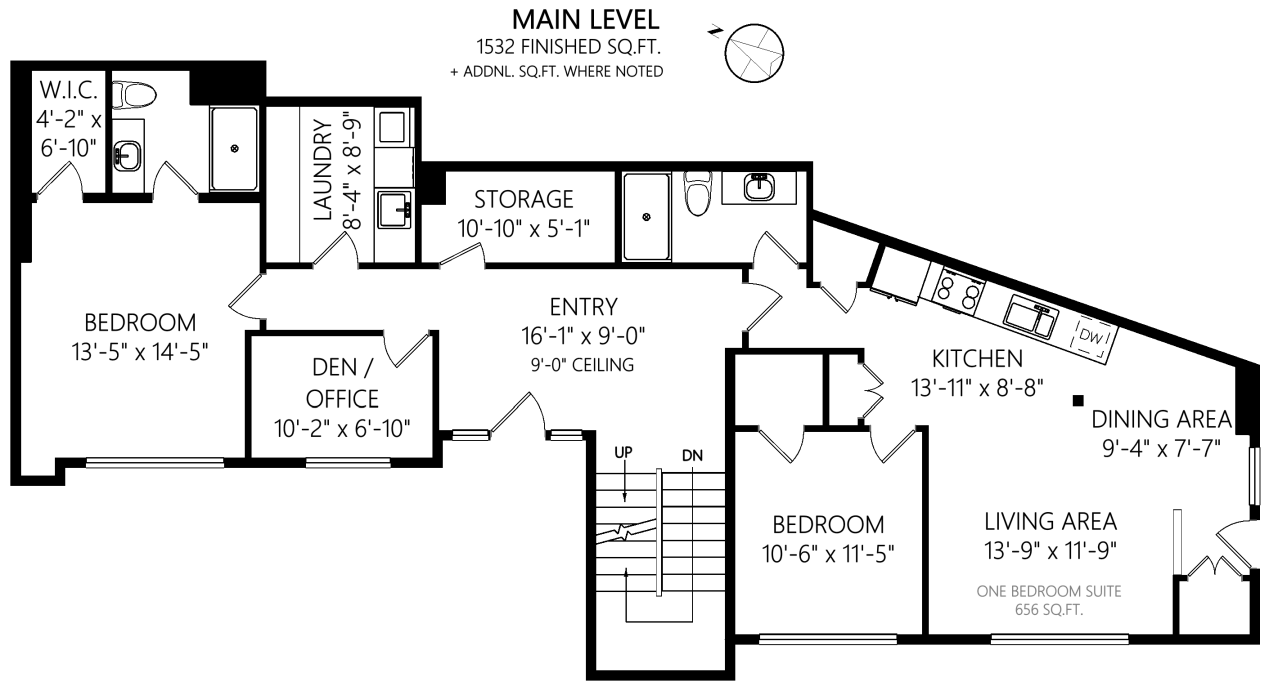 MAIN LEVEL
1532 FINISHED SQ.FT.
+ ADDNL. SQ.FT. WHERE NOTED
N
W.I.C.
4'-2" x
6'-10"
LAUNDRY
8'-4" x 8'-9"
STORAGE
10'-10" x 5'-1"
BEDROOM
13'-5" x 14'-5"
ENTRY
16'-1" x 9'-0"
9'-0" CEILING
DEN /
OFFICE
10'-2" x 6'-10"
DW
KITCHEN
13'-11" x 8'-8"
DINING AREA
9'-4" x 7'-7"
UP
DN
BEDROOM
10'-6" x 11'-5"
LIVING AREA
13'-9" x 11'-9"
ONE BEDROOM SUITE
656 SQ.FT.